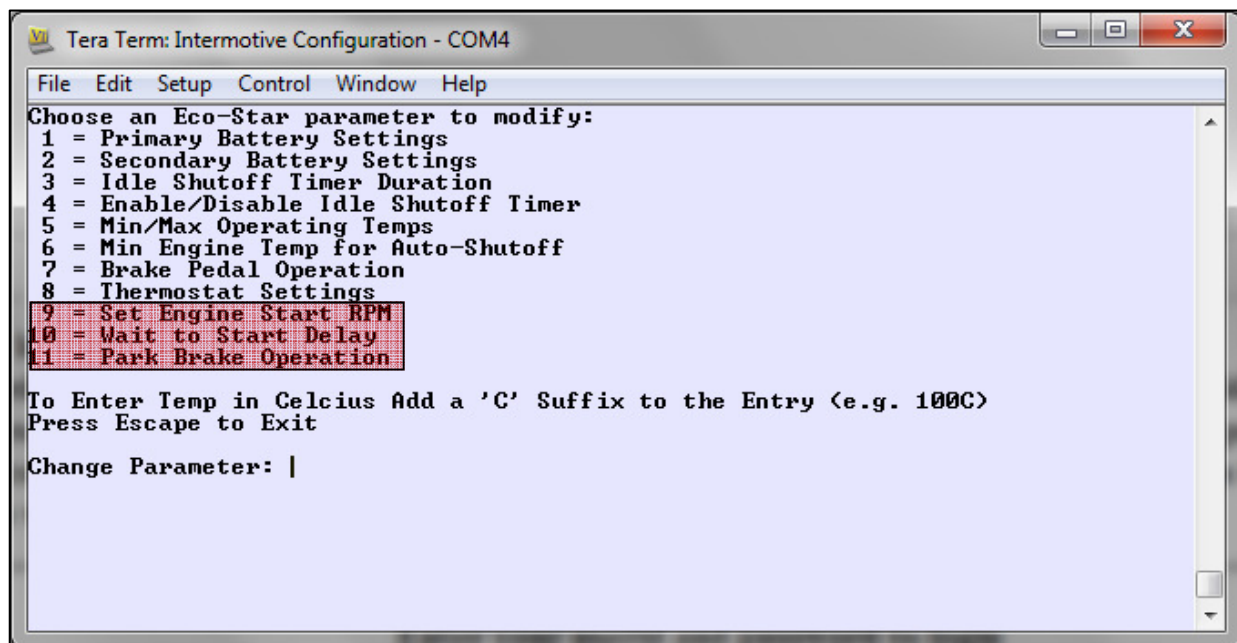 Tera Term: Intermotive Configuration - COM4
File Edit Setup Control Window Help
Choose an Eco-Star parameter to modify:
1 = Primary Battery Settings
2 = Secondary Battery Settings
3 = Idle Shutoff Timer Duration
4 = Enable/Disable Idle Shutoff Timer
5 = Min/Max Operating Temps
6 = Min Engine Temp for Auto-Shutoff
7 = Brake Pedal Operation
8 = Thermostat Settings
9 = Set Engine Start RPM
10 = Wait to Start Delay
11 = Park Brake Operation
To Enter Temp in Celcius Add a 'C' Suffix to the Entry (e.g. 100C)
Press Escape to Exit
Change Parameter: